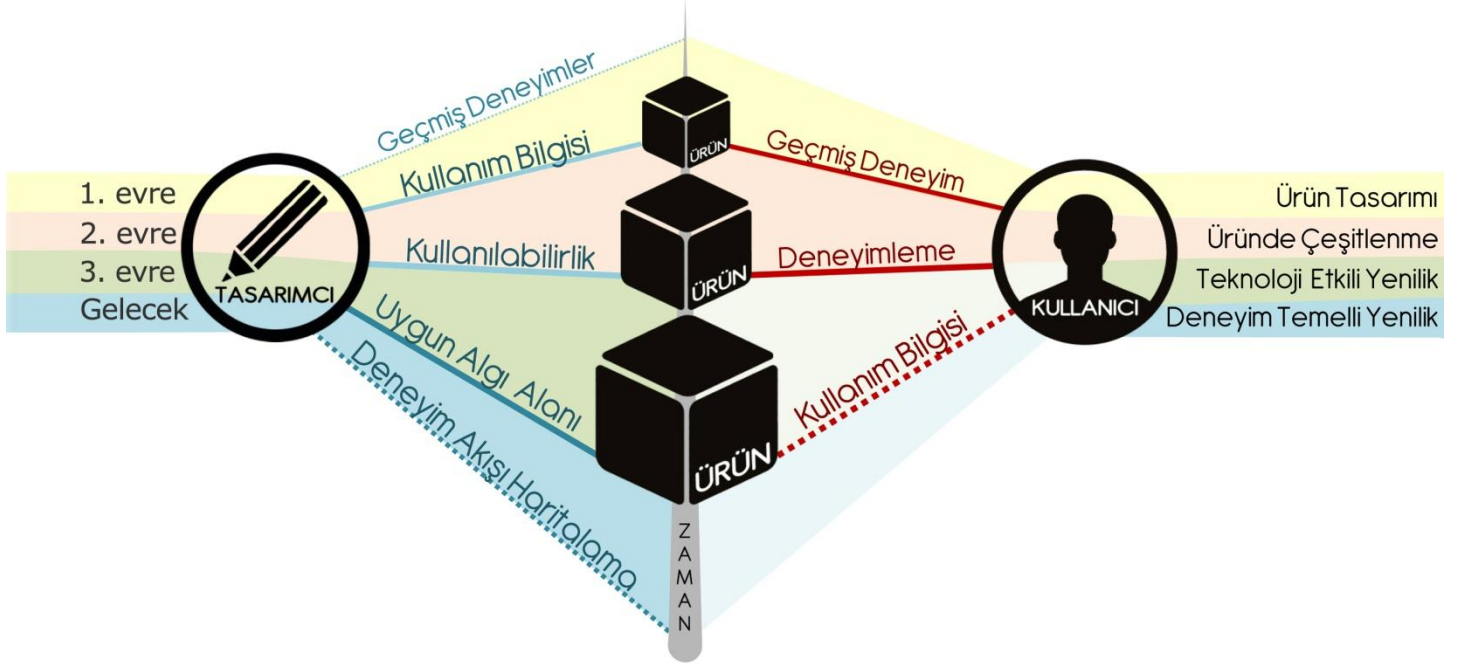 Geçmiş Deneyimler
Kullanım Bilgisi
ÜRÜN
Geçmiş Deneyim
1. evre
2. evre
3. evre
Gelecek
TASARIMCI
Kullanılabilirlik
ÜRÜN
Deneyimleme
KULLANICI
Ürün Tasarımı
Üründe Çeşitlenme
Teknoloji Etkili Yenilik
Deneyim Temelli Yenilik
Uygun Algı Alanı
ÜRÜN
Kullanım Bilgisi
Deneyim Akışı Haritalama
ZAMAN